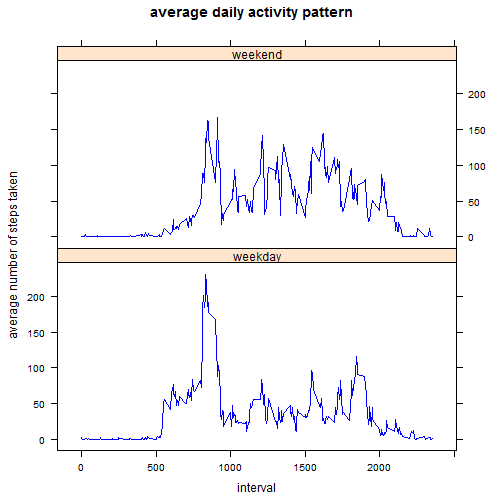 average daily activity pattern
weekend
200
150
100
50
0
weekday
200
150
100
50
0
0 500 1000 1500 2000
interval
average number of steps taken